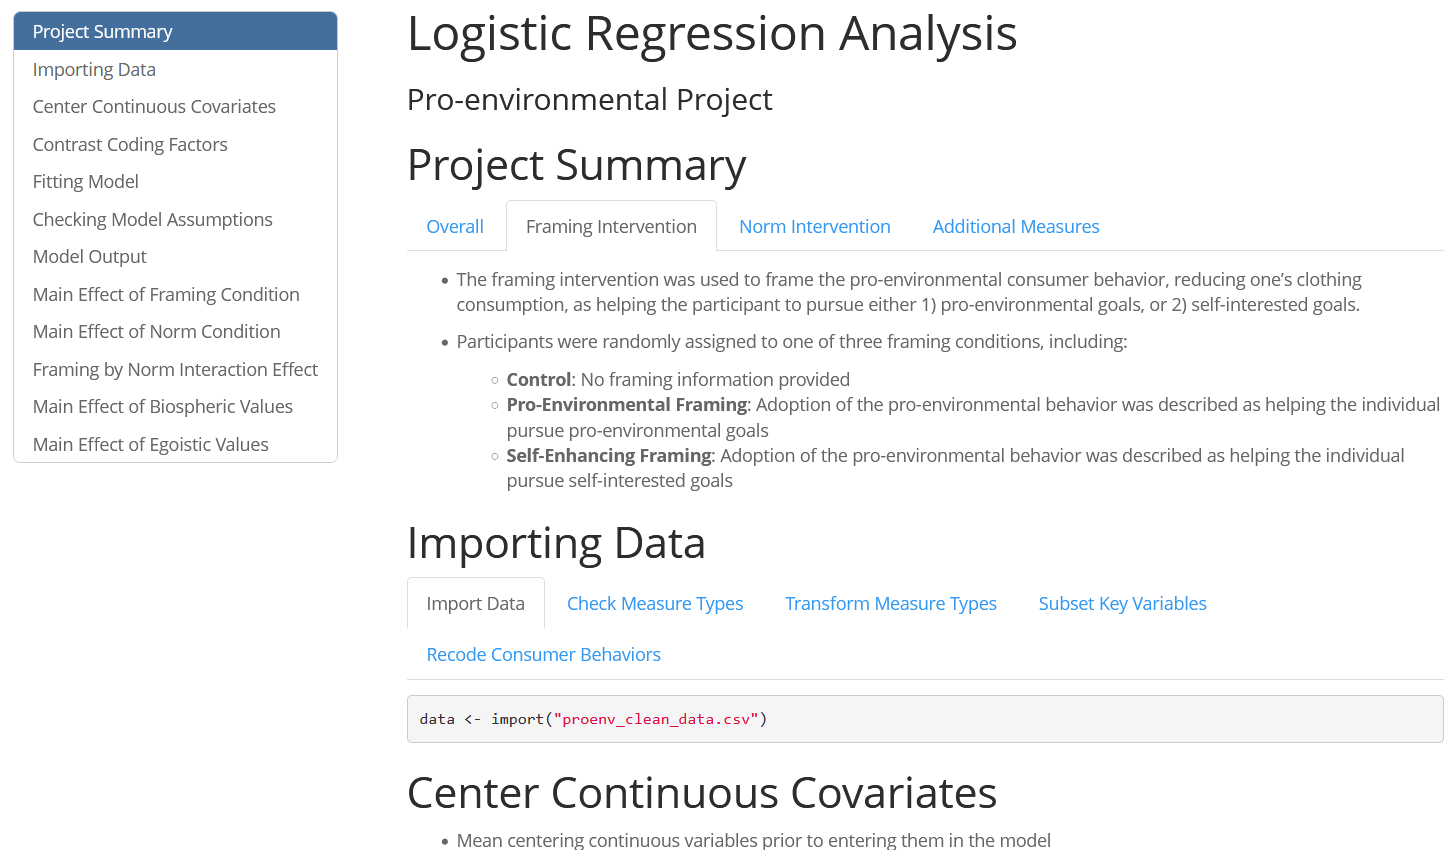 Project Summary
Importing Data
Center Continuous Covariates
Contrast Coding Factors
Fitting Model
Checking Model Assumptions
Model Output
Main Effect of Framing Condition
Main Effect of Norm Condition
Framing by Norm Interaction Effect
Main Effect of Biospheric Values
Main Effect of Egoistic Values
Logistic Regression Analysis
Pro-environmental Project
Project Summary
Overall Framing Intervention Norm Intervention Additional Measures
• The framing intervention was used to frame the pro-environmental consumer behavior, reducing one’s clothing
consumption, as helping the participant to pursue either 1) pro-environmental goals, or 2) self-interested goals.
• Participants were randomly assigned to one of three framing conditions, including:
○ Control: No framing information provided
○ Pro-Environmental Framing: Adoption of the pro-environmental behavior was described as helping the individual
pursue pro-environmental goals
○ Self-Enhancing Framing: Adoption of the pro-environmental behavior was described as helping the individual
pursue self-interested goals
Importing Data
Import Data Check Measure Types Transform Measure Types Subset Key Variables
Recode Consumer Behaviors
data <- import("proenv_clean_data.csv")
Center Continuous Covariates
• Mean centering continuous variables prior to entering them in the model